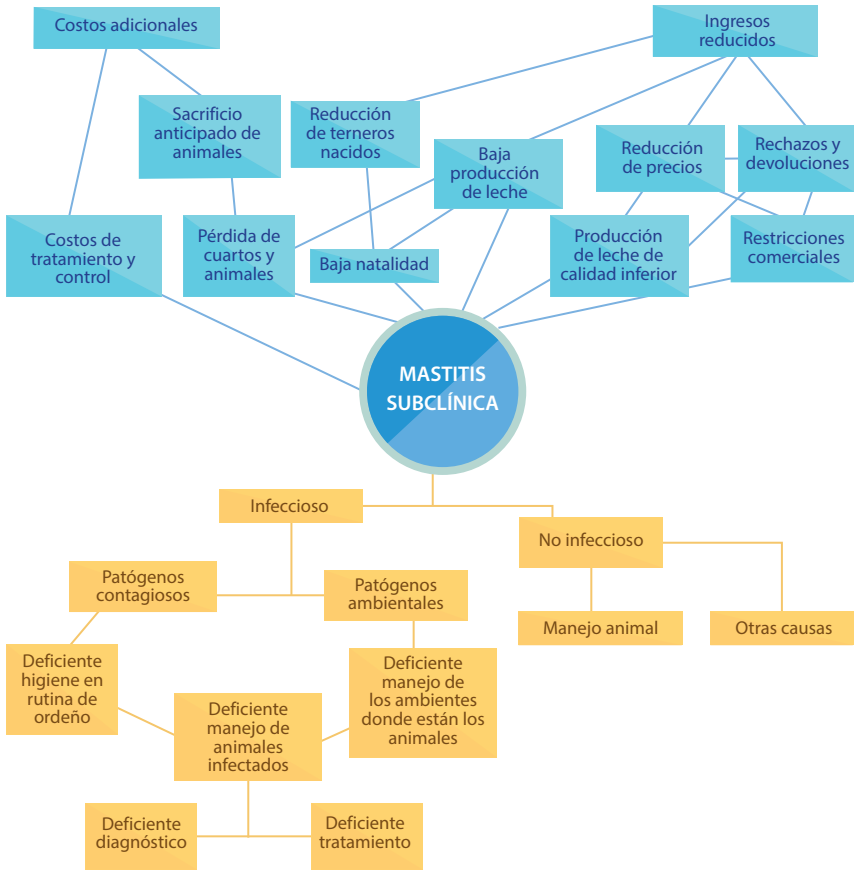 Costos adicionales
Ingresos
reducidos
Sacrificio
anticipado de
animales
Reducción
de terneros
nacidos
Baja
producción
de leche
Reducción
de precios
Rechazos y
devoluciones
Costos de
tratamiento y
control
Pérdida de
cuartos y
animales
Baja natalidad
Producción
de leche de
calidad inferior
Restricciones
comerciales
MASTITIS
SUBCLÍNICA
Infeccioso
No infeccioso
Patógenos
contagiosos
Patógenos
ambientales
Manejo animal
Otras causas
Deficiente
higiene en
rutina de
ordeño
Deficiente
manejo de
animales
infectados
Deficiente
manejo de
los ambientes
donde están los
animales
Deficiente
diagnóstico
Deficiente
tratamiento